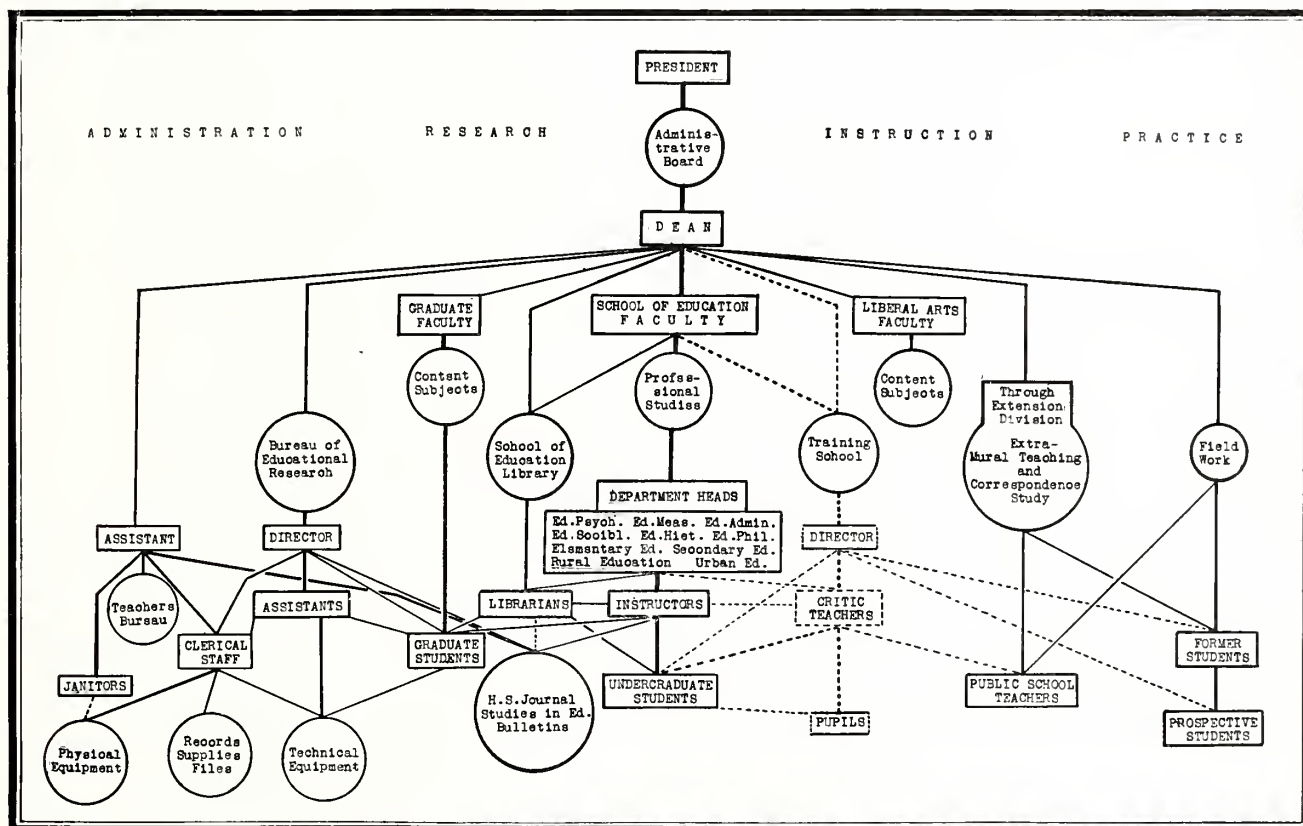 PRESIDENT
ADMINISTRATION
RESEARCH
Adminis-
trative
Board
INSTRUCTION
PRACTICE
DEAN
GRADUATE
FACULTY
SCHOOL OF EDUCATION
FACULTY
LIBERAL ARTS
FACULTY
Content
Subjects
Profes-
sional
Studies
Content
Subjects
Through
Extension
Division
Extra-
Mural Teaching
and
Correspondence
Study
Bureau of
Educational
Research
School of
Education
Library
Training
School
Field
Work
DEPARTMENT HEADS
Ed.Psych. Ed.Meas. Ed.Admin.
Ed.Sociol. Ed.Hist. Ed.Phil.
Elementary Ed. Secondary Ed.
Rural Education Urban Ed.
ASSISTANT
DIRECTOR
DIRECTOR
Teachers
Bureau
ASSISTANTS
LIBRARIANS
INSTRUCTORS
CRITIC
TEACHERS
CLERICAL
STAFF
GRADUATE
STUDENTS
FORMER
STUDENTS
JANITORS
H.S.Journal
Studies in Ed.
Bulletins
UNDERGRADUATE
STUDENTS
PUBLIC SCHOOL
TEACHERS
PUPILS
PROSPECTIVE
STUDENTS
Physical
Equipment
Records
Supplies
Files
Technical
Equipment